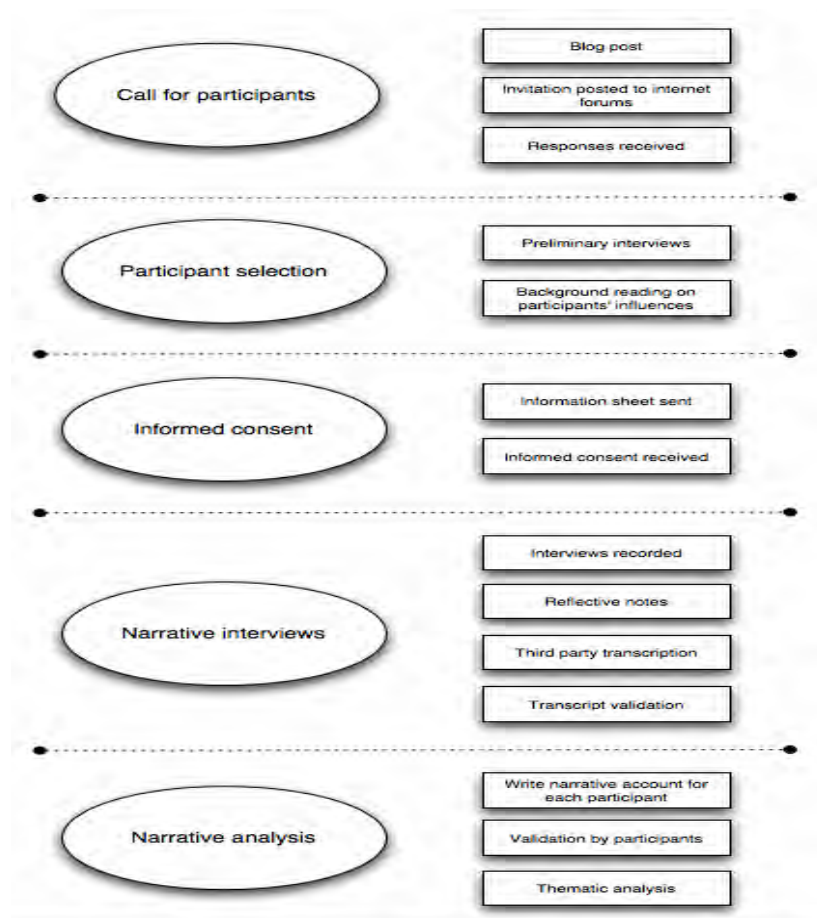 Call for participants
Blog post
Invitation posted to internet
forums
Responses received
Participant selection
Preliminary interviews
Background reading on
participants' influences
Informed consent
Information sheet sent
Informed consent received
Narrative interviews
Interviews recorded
Reflective notes
Third party transcription
Transcript validation
Narrative analysis
Write narrative account for
each participant
Validation by participants
Thematic analysis